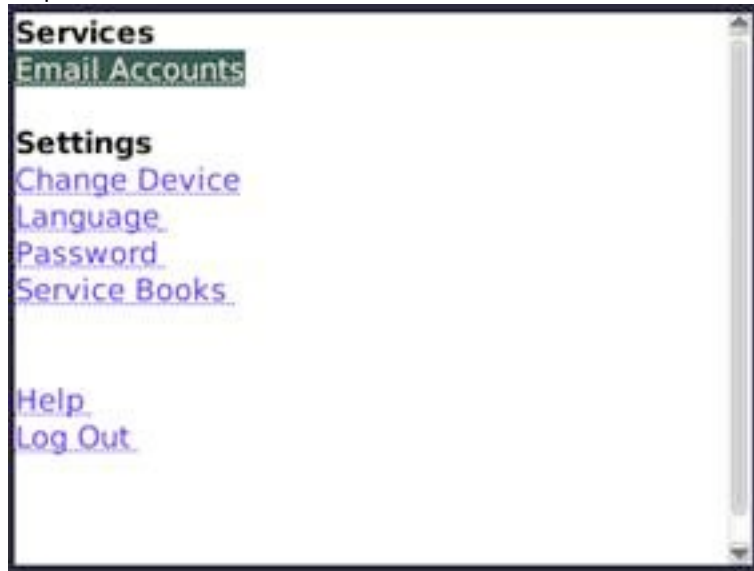 Services
Email Accounts
Settings
Change Device
Language
Password
Service Books
Help
Log Out